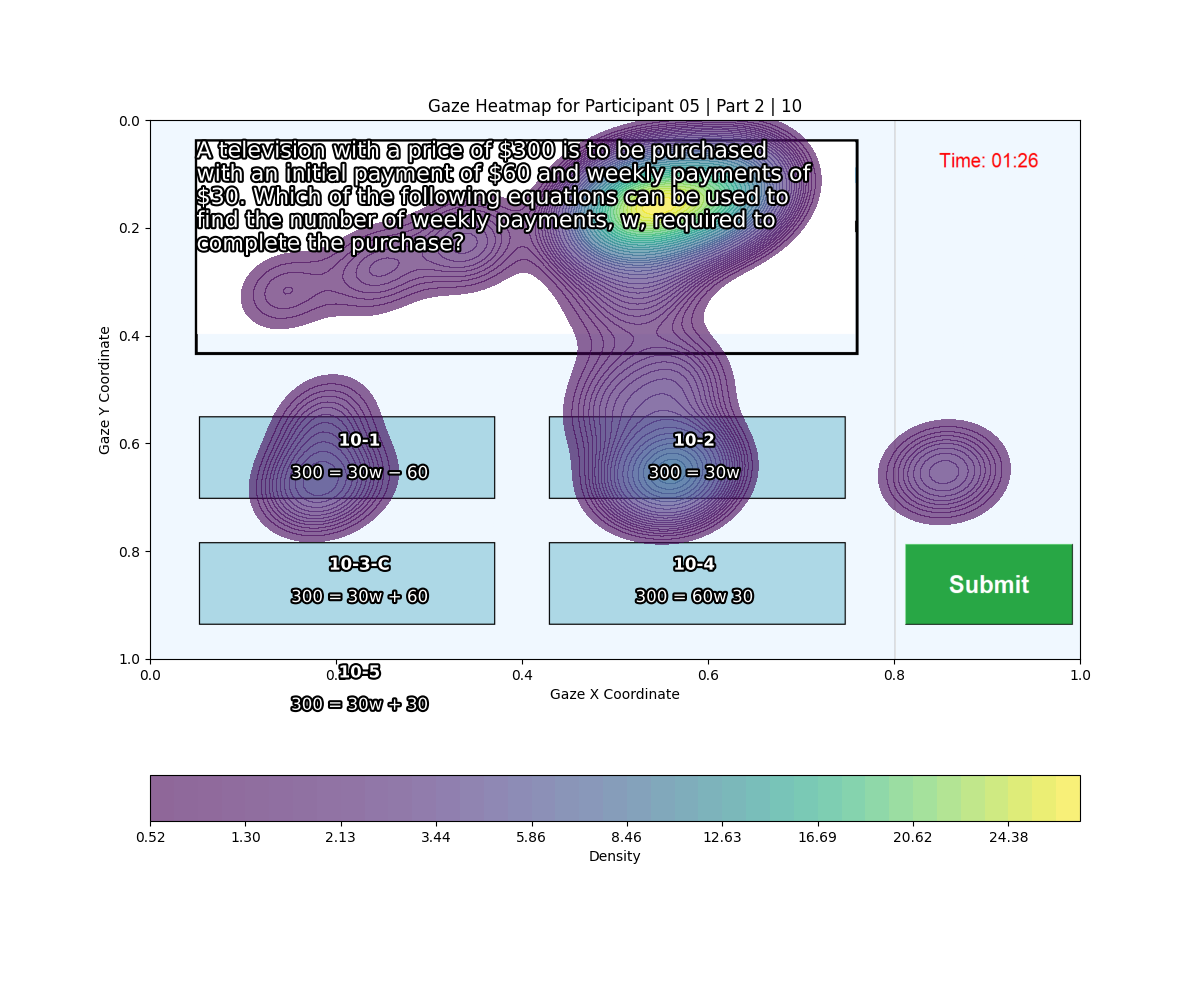 Gaze Heatmap for Participant 05 | Part 2 | 10
A television with a price of $300 is to be purchased
with an initial payment of $60 and weekly payments of
$30. Which of the following equations can be used to
find the number of weekly payments, w, required to
complete the purchase?
Time: 01:26
0.0
0.2
0.4
0.6
0.8
1.0
Gaze Y Coordinate
10-1
300 = 30w − 60
10-2
300 = 30w
10-3-C
300 = 30w + 60
10-4
300 = 60w 30
Submit
0.0 0.4 0.6 0.8 1.0
10-5
300 = 30w + 30
Gaze X Coordinate
0.52 1.30 2.13 3.44 5.86 8.46 12.63 16.69 20.62 24.38
Density